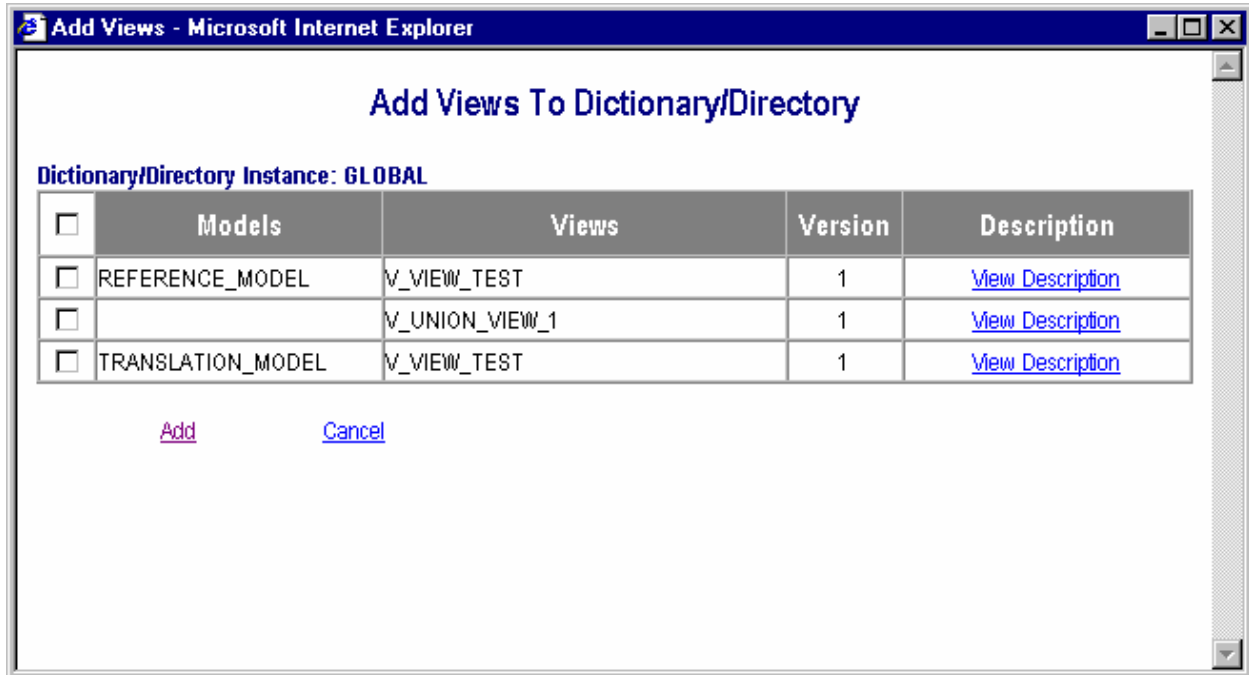 Add Views - Microsoft Internet Explorer
Add Views To Dictionary/Directory
Dictionary/Directory Instance: GLOBAL
Models Views Version Description
REFERENCE_MODEL V_VIEW_TEST 1 View Description
V_UNION_VIEW_1 1 View Description
TRANSLATION_MODEL V_VIEW_TEST 1 View Description
Add Cancel